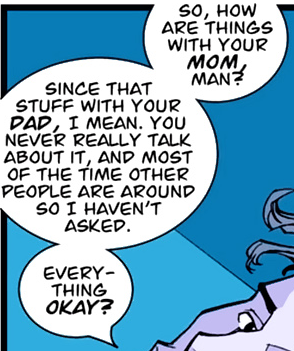 SO, HOW
ARE THINGS
WITH YOUR
MOM,
MAN?
SINCE THAT
STUFF WITH YOUR
DAD, I MEAN. YOU
NEVER REALLY TALK
ABOUT IT, AND MOST
OF THE TIME OTHER
PEOPLE ARE AROUND
SO I HAVEN'T
ASKED.
EVERY-
THING
OKAY?